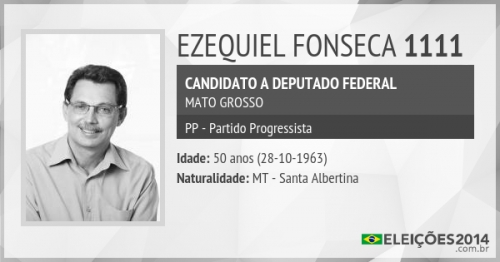 EZEQUIEL FONSECA 1111
CANDIDATO A DEPUTADO FEDERAL
MATO GROSSO
PP - Partido Progressista
Idade: 50 anos (28-10-1963)
Naturalidade: MT - Santa Albertina
ELEIÇÕES2014
.com.br